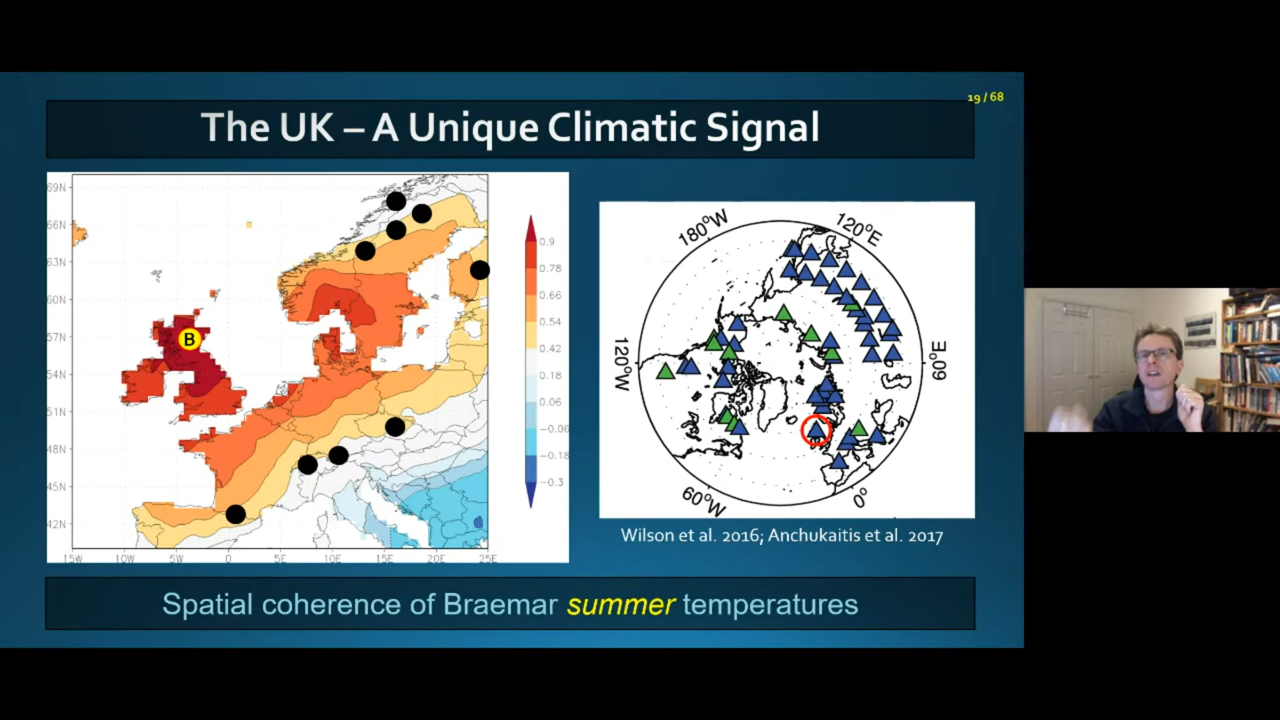 19 / 68
The UK – A Unique Climatic Signal
69N
66N
63N
60N
57N
54N
51N
48N
45N
42N
15W 10W 5W 0 5E 10E 15E 20E 25E
B
0.9
0.78
0.66
0.54
0.42
0.18
0.06
-0.06
-0.18
-0.3
180°W
120°E
120°W
60°E
60°W
0°
Wilson et al. 2016; Anchukaitis et al. 2017
Spatial coherence of Braemar summer temperatures